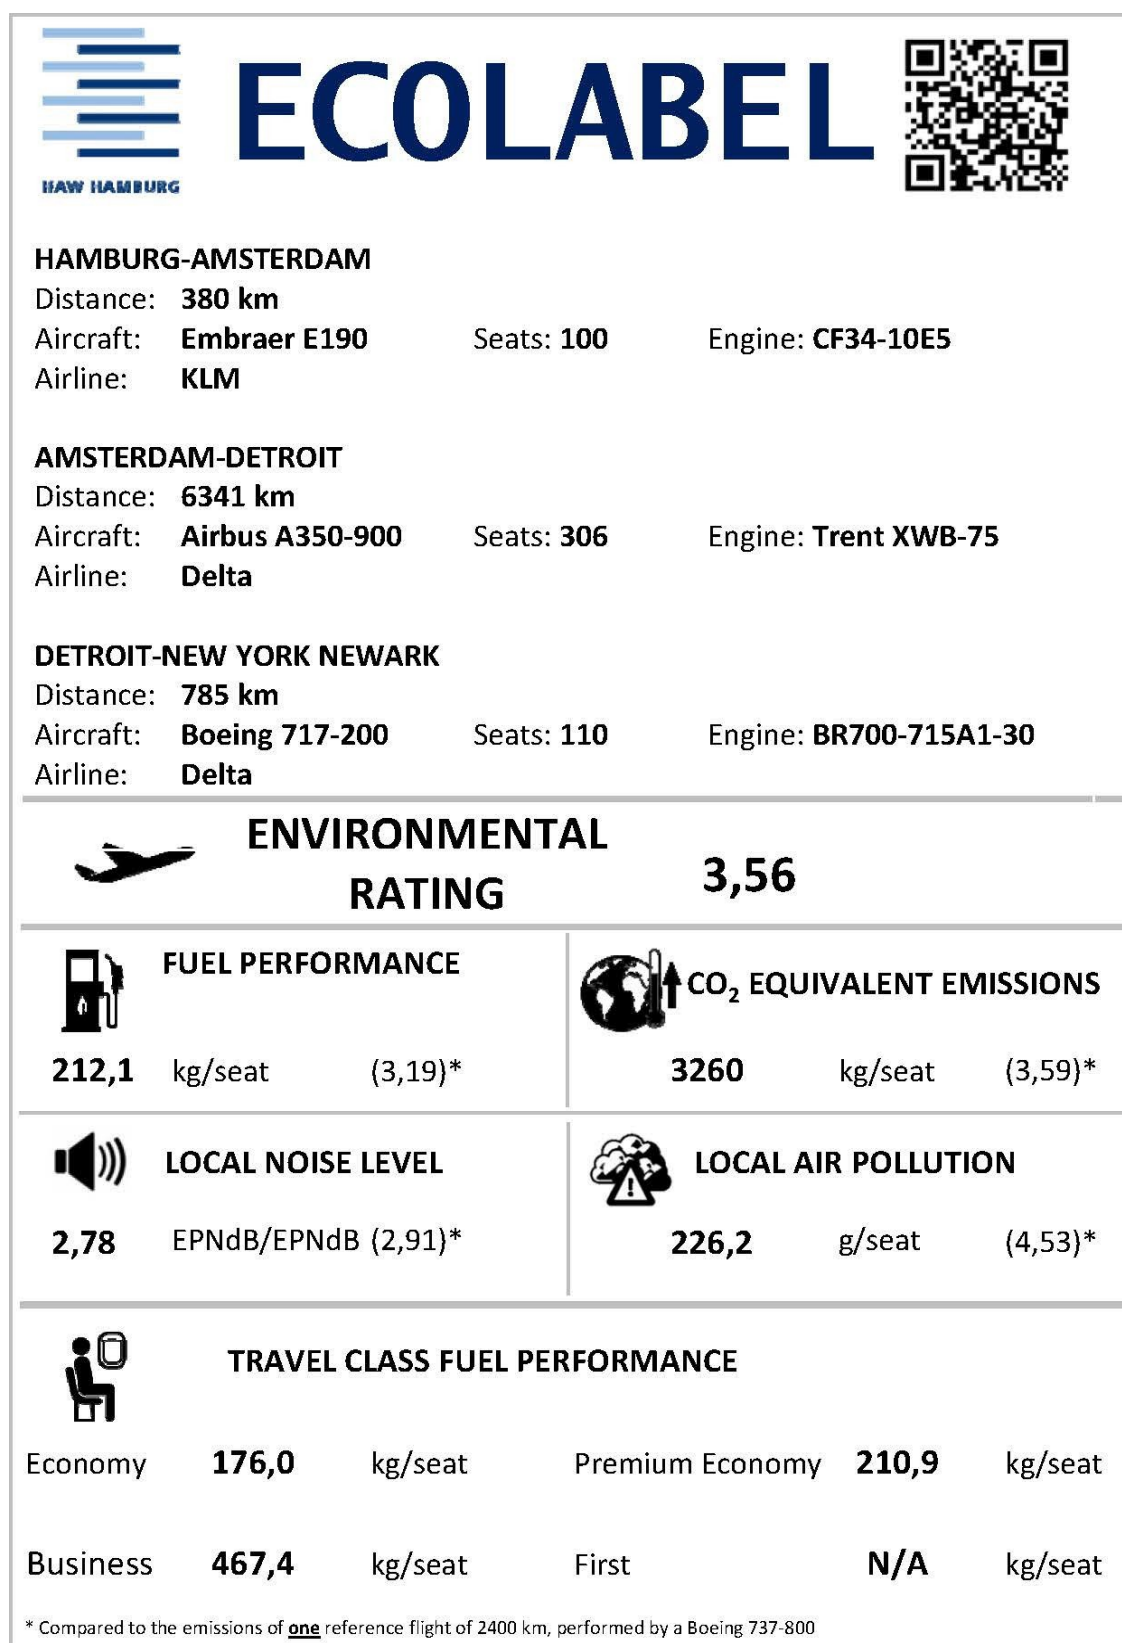 HAW HAMBURG
ECOLABEL
HAMBURG-AMSTERDAM
Distance: 380 km
Aircraft: Embraer E190 Seats: 100 Engine: CF34-10E5
Airline: KLM
AMSTERDAM-DETROIT
Distance: 6341 km
Aircraft: Airbus A350-900 Seats: 306 Engine: Trent XWB-75
Airline: Delta
DETROIT-NEW YORK NEWARK
Distance: 785 km
Aircraft: Boeing 717-200 Seats: 110 Engine: BR700-715A1-30
Airline: Delta
ENVIRONMENTAL
RATING
3,56
FUEL PERFORMANCE
212,1 kg/seat (3,19)*
CO₂ EQUIVALENT EMISSIONS
3260 kg/seat (3,59)*
LOCAL NOISE LEVEL
2,78 EPNdB/EPNdB (2,91)*
LOCAL AIR POLLUTION
226,2 g/seat (4,53)*
TRAVEL CLASS FUEL PERFORMANCE
Economy 176,0 kg/seat Premium Economy 210,9 kg/seat
Business 467,4 kg/seat First N/A kg/seat
* Compared to the emissions of one reference flight of 2400 km, performed by a Boeing 737-800